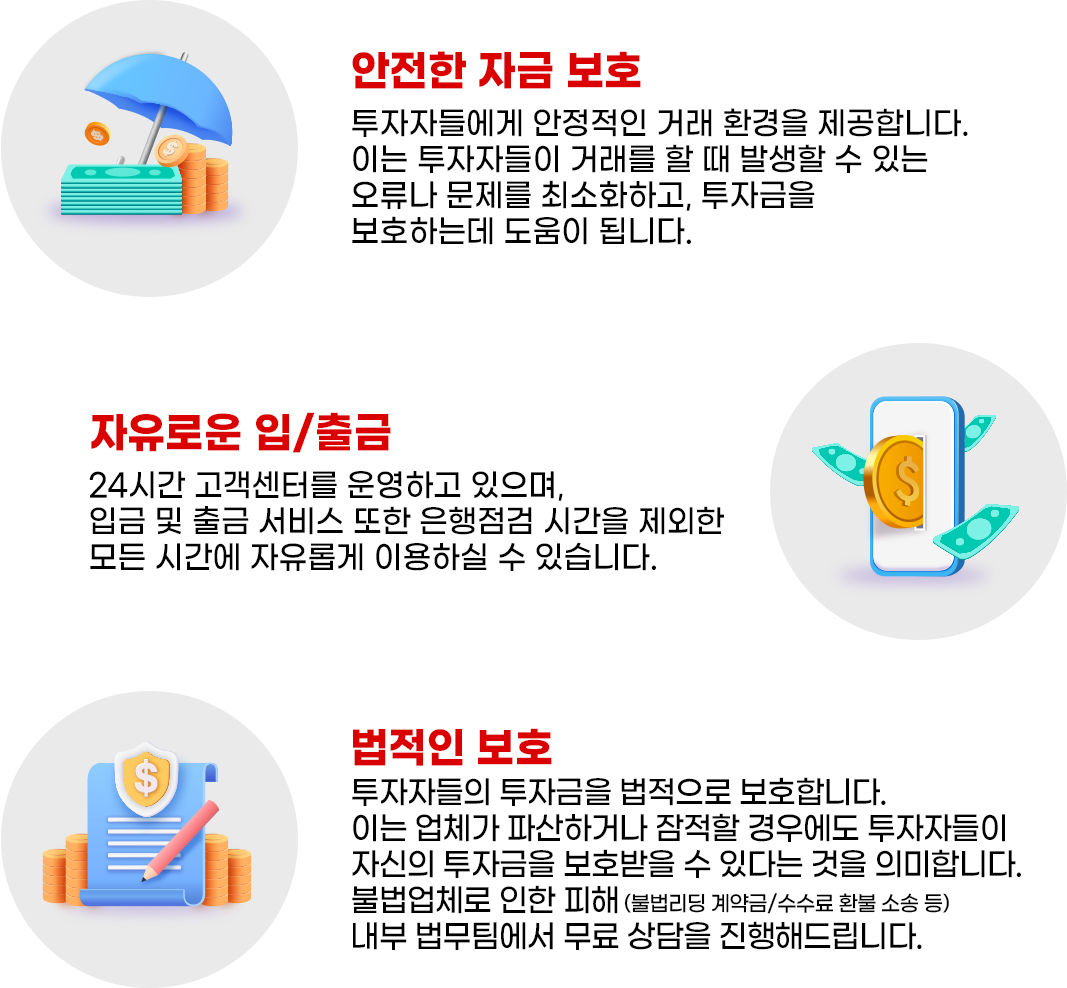 안전한 자금 보호
투자자들에게 안정적인 거래 환경을 제공합니다.
이는 투자자들이 거래를 할 때 발생할 수 있는
오류나 문제를 최소화하고, 투자금을
보호하는데 도움이 됩니다.
자유로운 입/출금
24시간 고객센터를 운영하고 있으며,
입금 및 출금 서비스 또한 은행점검 시간을 제외한
모든 시간에 자유롭게 이용하실 수 있습니다.
법적인 보호
투자자들의 투자금을 법적으로 보호합니다.
이는 업체가 파산하거나 잠적할 경우에도 투자자들이
자신의 투자금을 보호받을 수 있다는 것을 의미합니다.
불법업체로 인한 피해 (불법리딩 계약금/수수료 환불 소송 등)
내부 법무팀에서 무료 상담을 진행해드립니다.